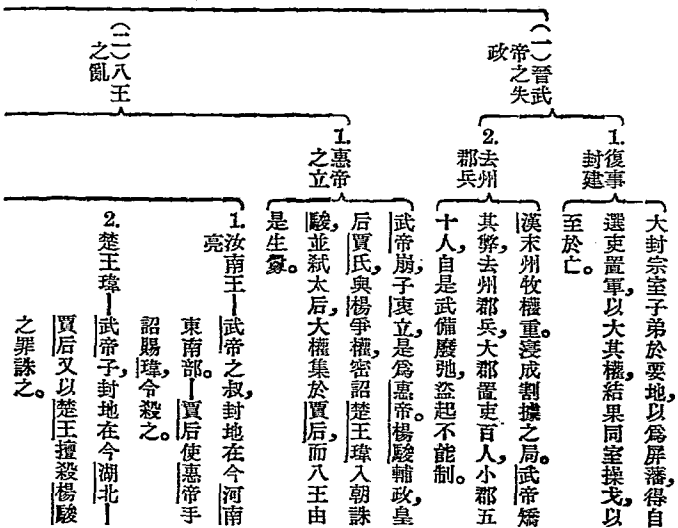 (一)晉武
帝之失
政
1.復事
封建
大封宗室子弟於要地,以爲屏藩,得自
選吏置軍,以大其權,結果同室操戈,以
至於亡。
2.去州
郡兵
漢末州牧權重。寖成割據之局。武帝矯
其弊,去州郡兵,大郡置吏百人,小郡五
十人,自是武備廢弛,盜起不能制。
(二)八王
之亂
1.惠帝
之立
武帝崩,子衷立,是爲惠帝。楊駿輔政,皇
后賈氏與楊爭權,密詔楚王瑋入朝誅
駿,並弒太后,大權集於賈后,而八王由
是生釁。
1.汝南王—武帝之叔,封地在今河南
亮
東南部。—賈后使惠帝手
詔賜瑋,令殺之。
2.楚王瑋—武帝子,封地在今湖北—
賈后又以楚王擅殺楊駿
之罪誅之。